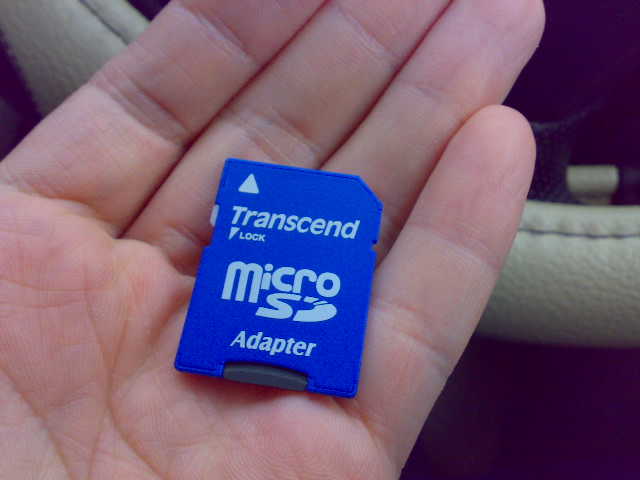 Transcend
LOCK
Micro
SD
Adapter